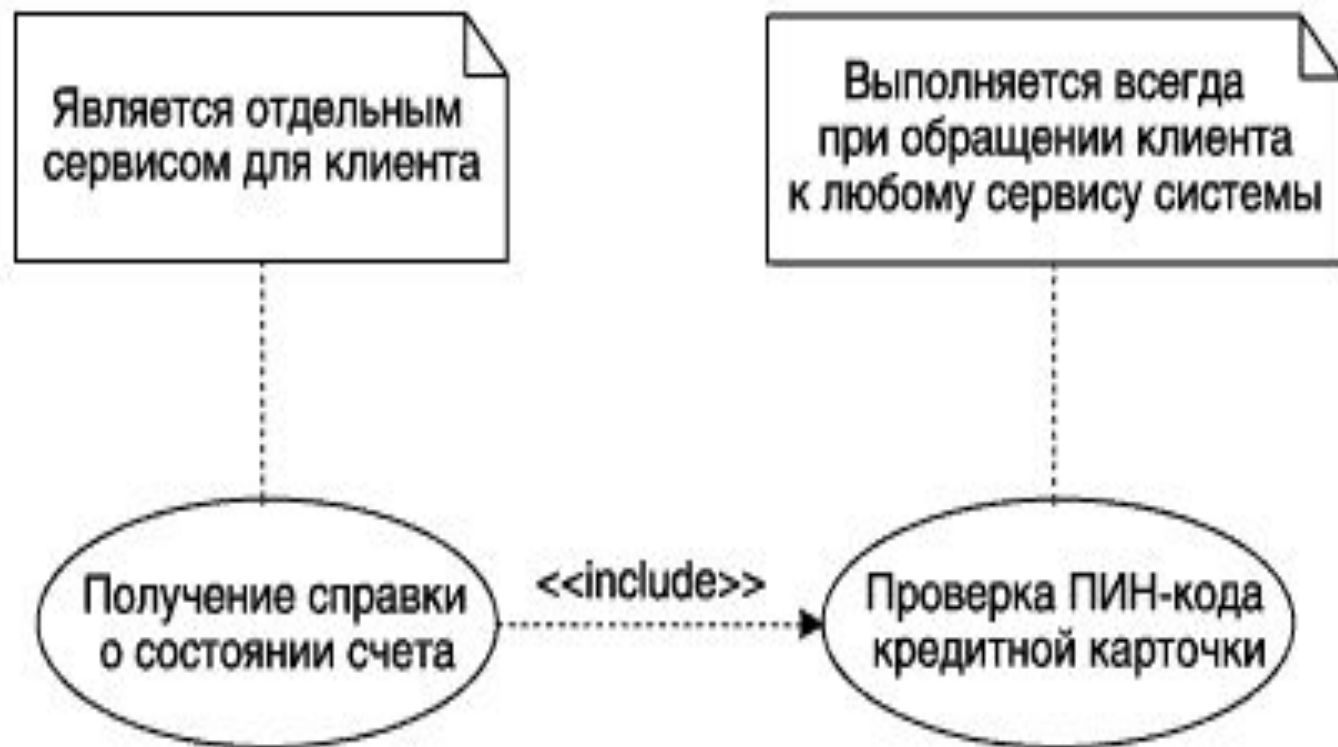 Является отдельным
сервисом для клиента
Выполняется всегда
при обращении клиента
к любому сервису системы
Получение справки
о состоянии счета
<<include>>
Проверка ПИН-кода
кредитной карточки